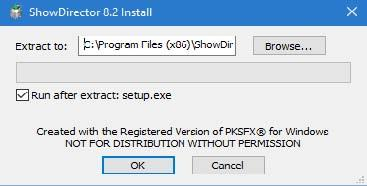 ShowDirector 8.2 Install
Extract to: C:\Program Files (x86)\ShowDir Browse...
Run after extract: setup.exe
Created with the Registered Version of PKSFX® for Windows
NOT FOR DISTRIBUTION WITHOUT PERMISSION
OK Cancel